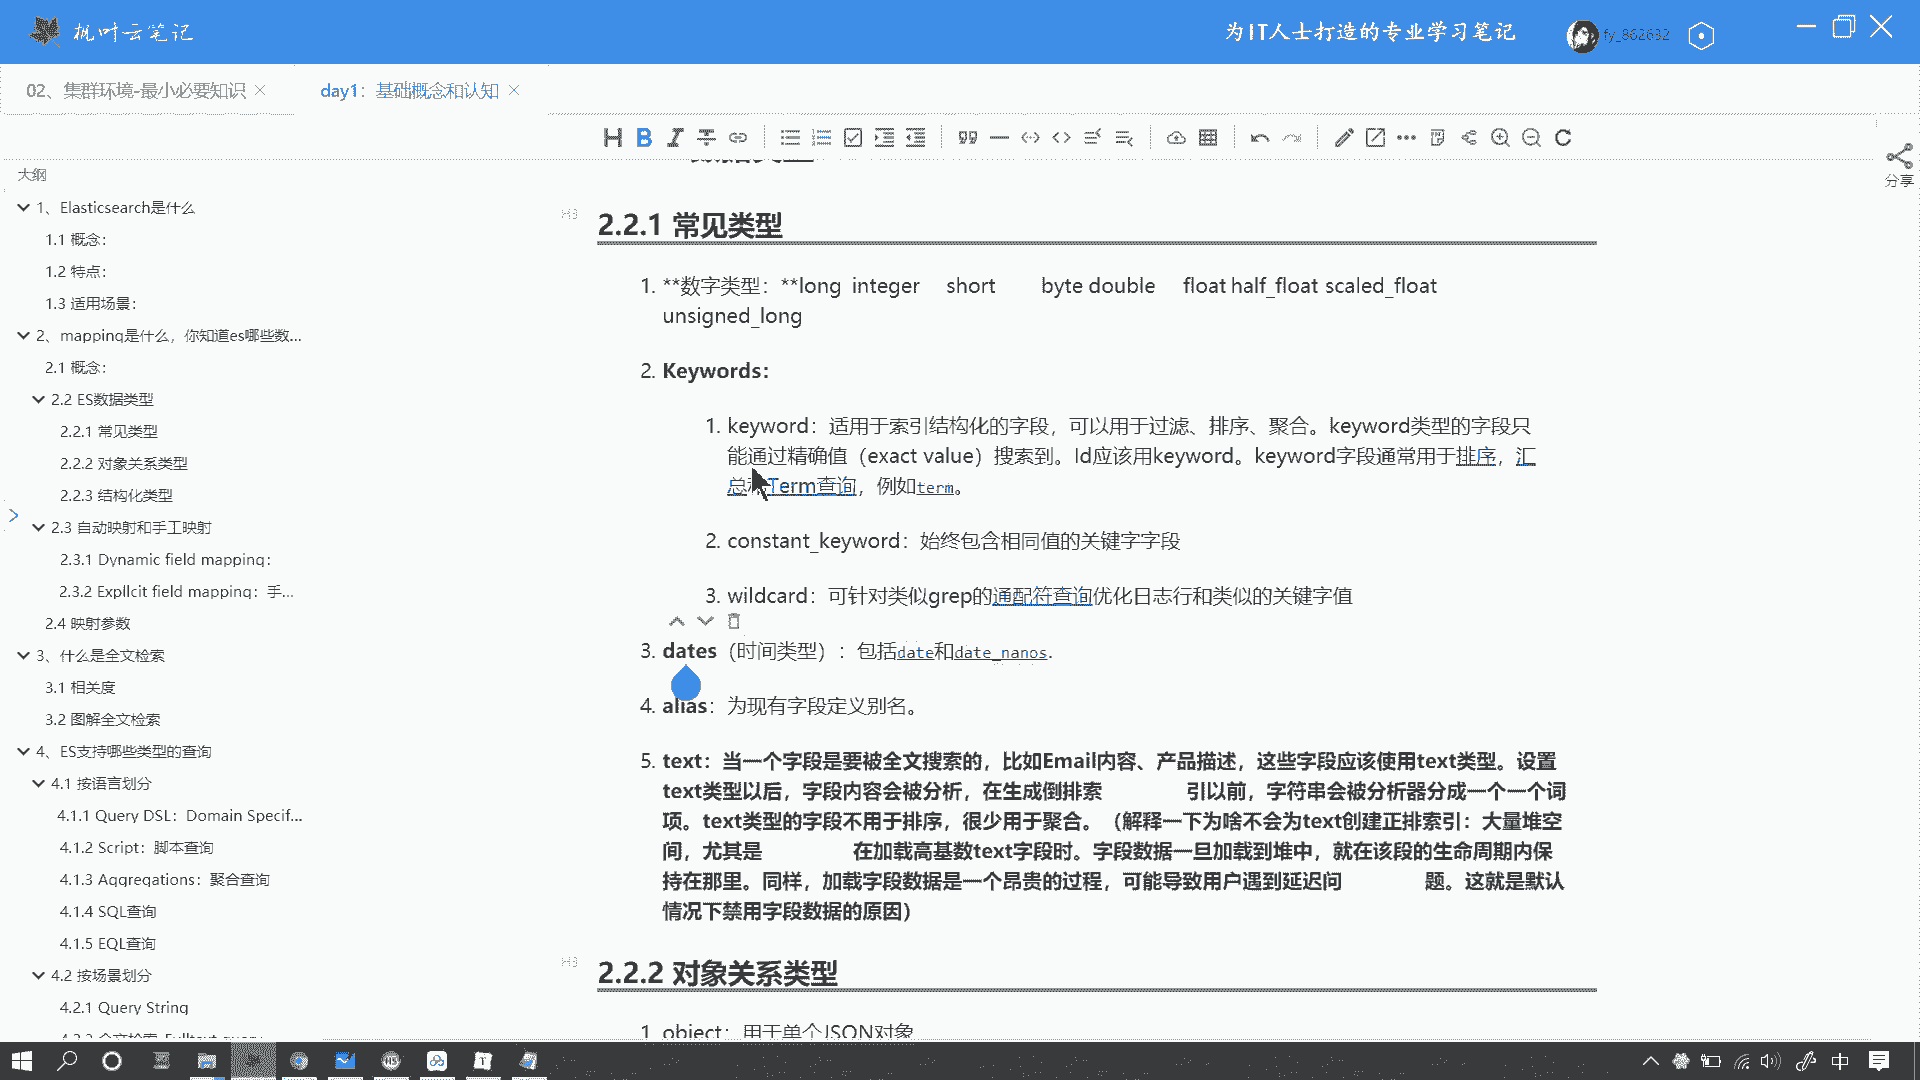 枫叶云笔记
为IT人士打造的专业学习笔记
fy_862632
02、集群环境-最小必要知识
day1：基础概念和认知
分享
大纲
1、Elasticsearch是什么
1.1 概念：
1.2 特点：
1.3 适用场景：
2、mapping是什么，你知道es哪些数...
2.1 概念：
2.2 ES数据类型
2.2.1 常见类型
2.2.2 对象关系类型
2.2.3 结构化类型
2.3 自动映射和手工映射
2.3.1 Dynamic field mapping：
2.3.2 Expllcit field mapping：手...
2.4 映射参数
3、什么是全文检索
3.1 相关度
3.2 图解全文检索
4、ES支持哪些类型的查询
4.1 按语言划分
4.1.1 Query DSL：Domain Specif...
4.1.2 Script：脚本查询
4.1.3 Aggregations：聚合查询
4.1.4 SQL查询
4.1.5 EQL查询
4.2 按场景划分
4.2.1 Query String
H3
2.2.1 常见类型
1. **数字类型：**long integer short byte double float half_float scaled_float
unsigned_long
2. Keywords：
1. keyword：适用于索引结构化的字段，可以用于过滤、排序、聚合。keyword类型的字段只
能通过精确值（exact value）搜索到。Id应该用keyword。keyword字段通常用于排序，汇
总和Term查询，例如term。
2. constant_keyword：始终包含相同值的关键字字段
3. wildcard：可针对类似grep的通配符查询优化日志行和类似的关键字值
3. dates（时间类型）：包括date和date_nanos.
4. alias：为现有字段定义别名。
5. text：当一个字段是要被全文搜索的，比如Email内容、产品描述，这些字段应该使用text类型。设置
text类型以后，字段内容会被分析，在生成倒排索 引以前，字符串会被分析器分成一个一个词
项。text类型的字段不用于排序，很少用于聚合。（解释一下为啥不会为text创建正排索引：大量堆空
间，尤其是 在加载高基数text字段时。字段数据一旦加载到堆中，就在该段的生命周期内保
持在那里。同样，加载字段数据是一个昂贵的过程，可能导致用户遇到延迟问 题。这就是默认
情况下禁用字段数据的原因）
H3
2.2.2 对象关系类型
1. object：用于单个JSON对象
中